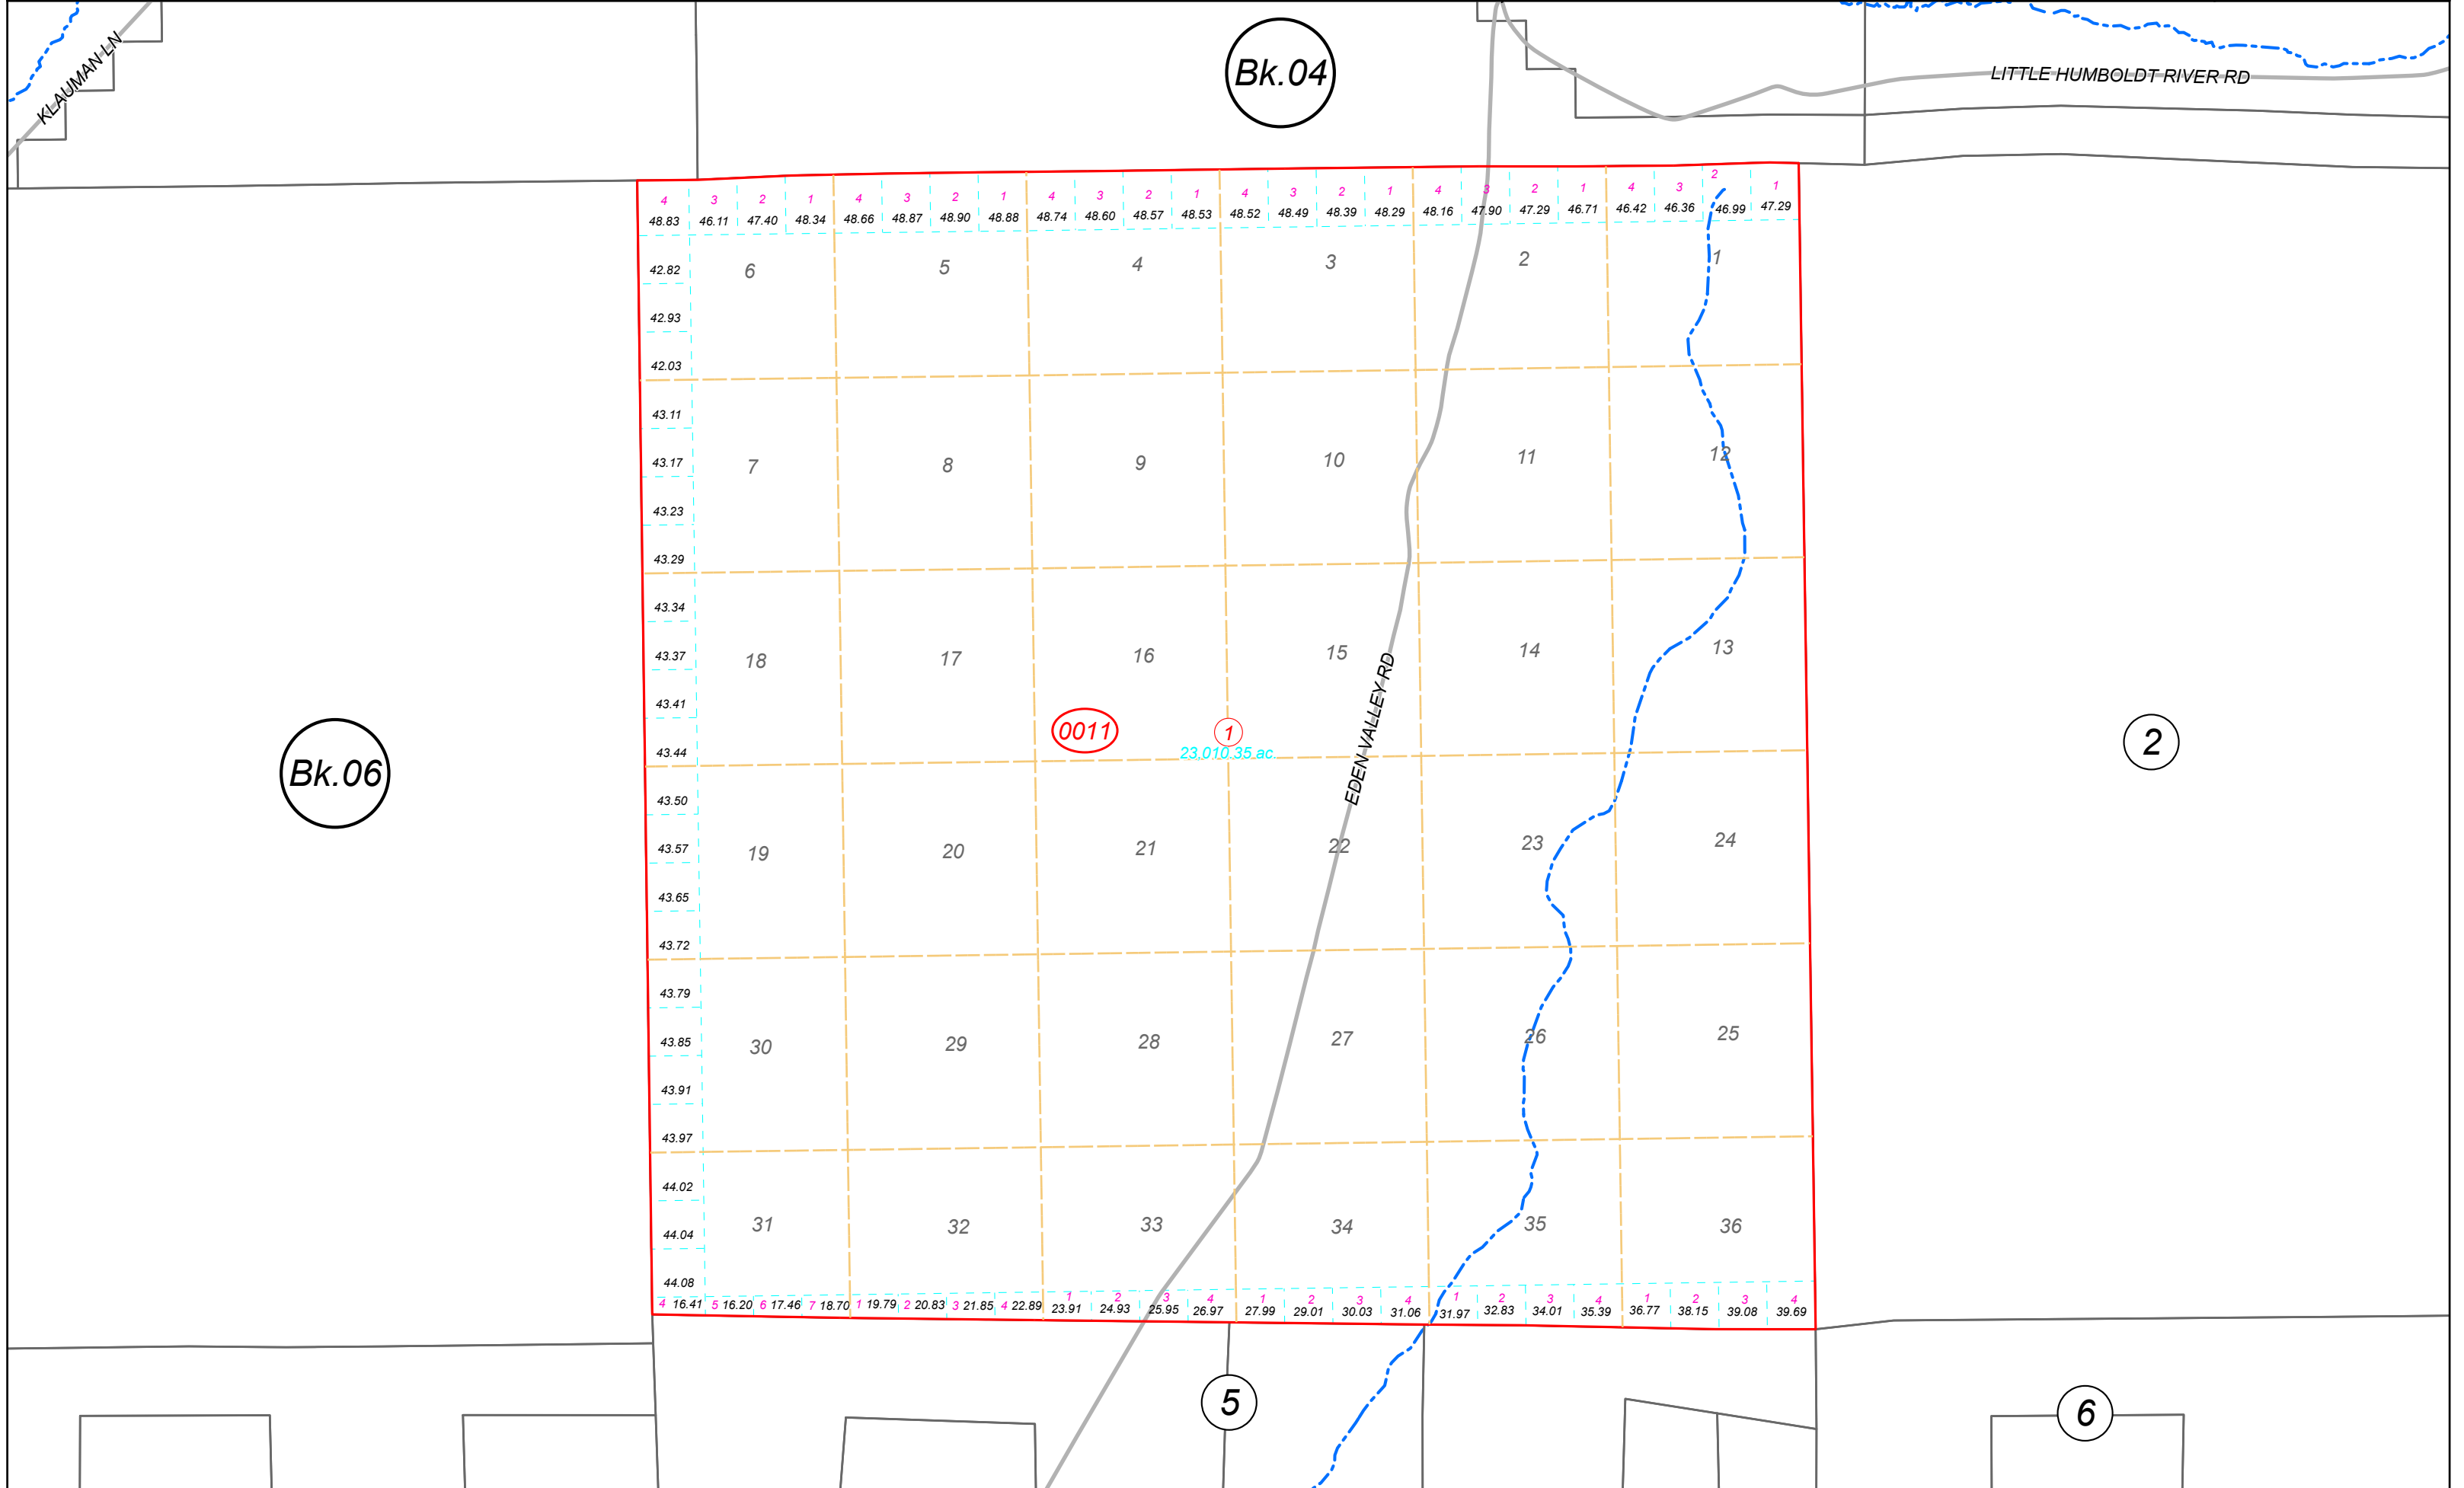 KLAUMAN LN
Bk.04
LITTLE HUMBOLDT RIVER RD
4 3 2 1 4 3 2 1 4 3 2 1 4 3 2 1 4 3 2 1 4 3 2 1
48.83 46.11 47.40 48.34 48.66 48.87 48.90 48.88 48.74 48.60 48.57 48.53 48.52 48.49 48.39 48.29 48.16 47.90 47.29 46.71 46.42 46.36 46.99 47.29
42.82 6 5 4 3 2 1
42.93
42.03
43.11
43.17 7 8 9 10 11 12
43.23
43.29
43.34
43.37 18 17 16 15 14 13
43.41
EDEN VALLEY RD
0011 1 2
23,010.35 ac.
43.44
Bk.06
43.50
43.57 19 20 21 22 23 24
43.65
43.72
43.79
43.85 30 29 28 27 26 25
43.91
43.97
44.02
44.04 31 32 33 34 35 36
44.08
4 16.41 5 16.20 6 17.46 7 18.70 1 19.79 2 20.83 3 21.85 4 22.89 1 23.91 2 24.93 3 25.95 4 26.97 1 27.99 2 29.01 3 30.03 4 31.06 1 31.97 2 32.83 3 34.01 4 35.39 1 36.77 2 38.15 3 39.08 4 39.69
5 6